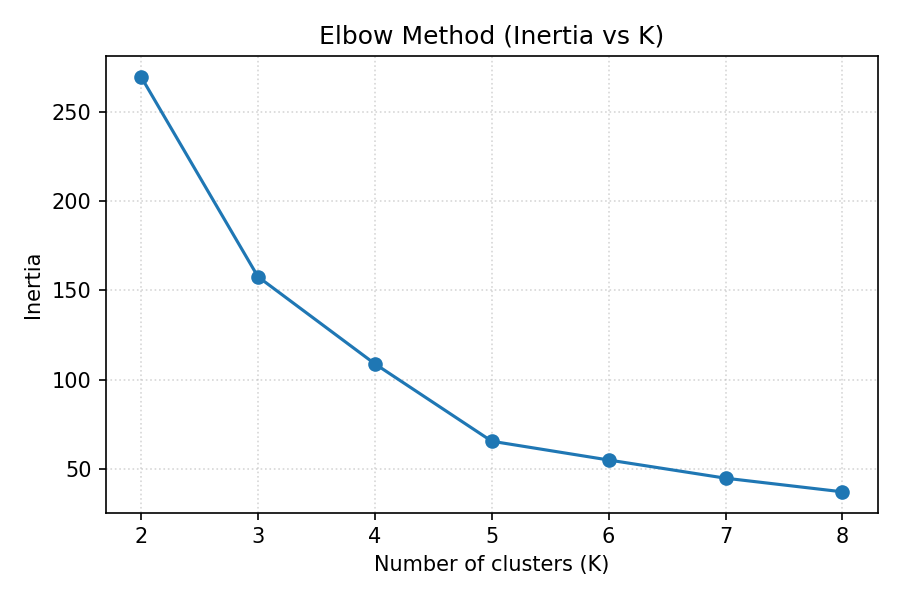 Elbow Method (Inertia vs K)
250
200
150
100
50
Inertia
2 3 4 5 6 7 8
Number of clusters (K)